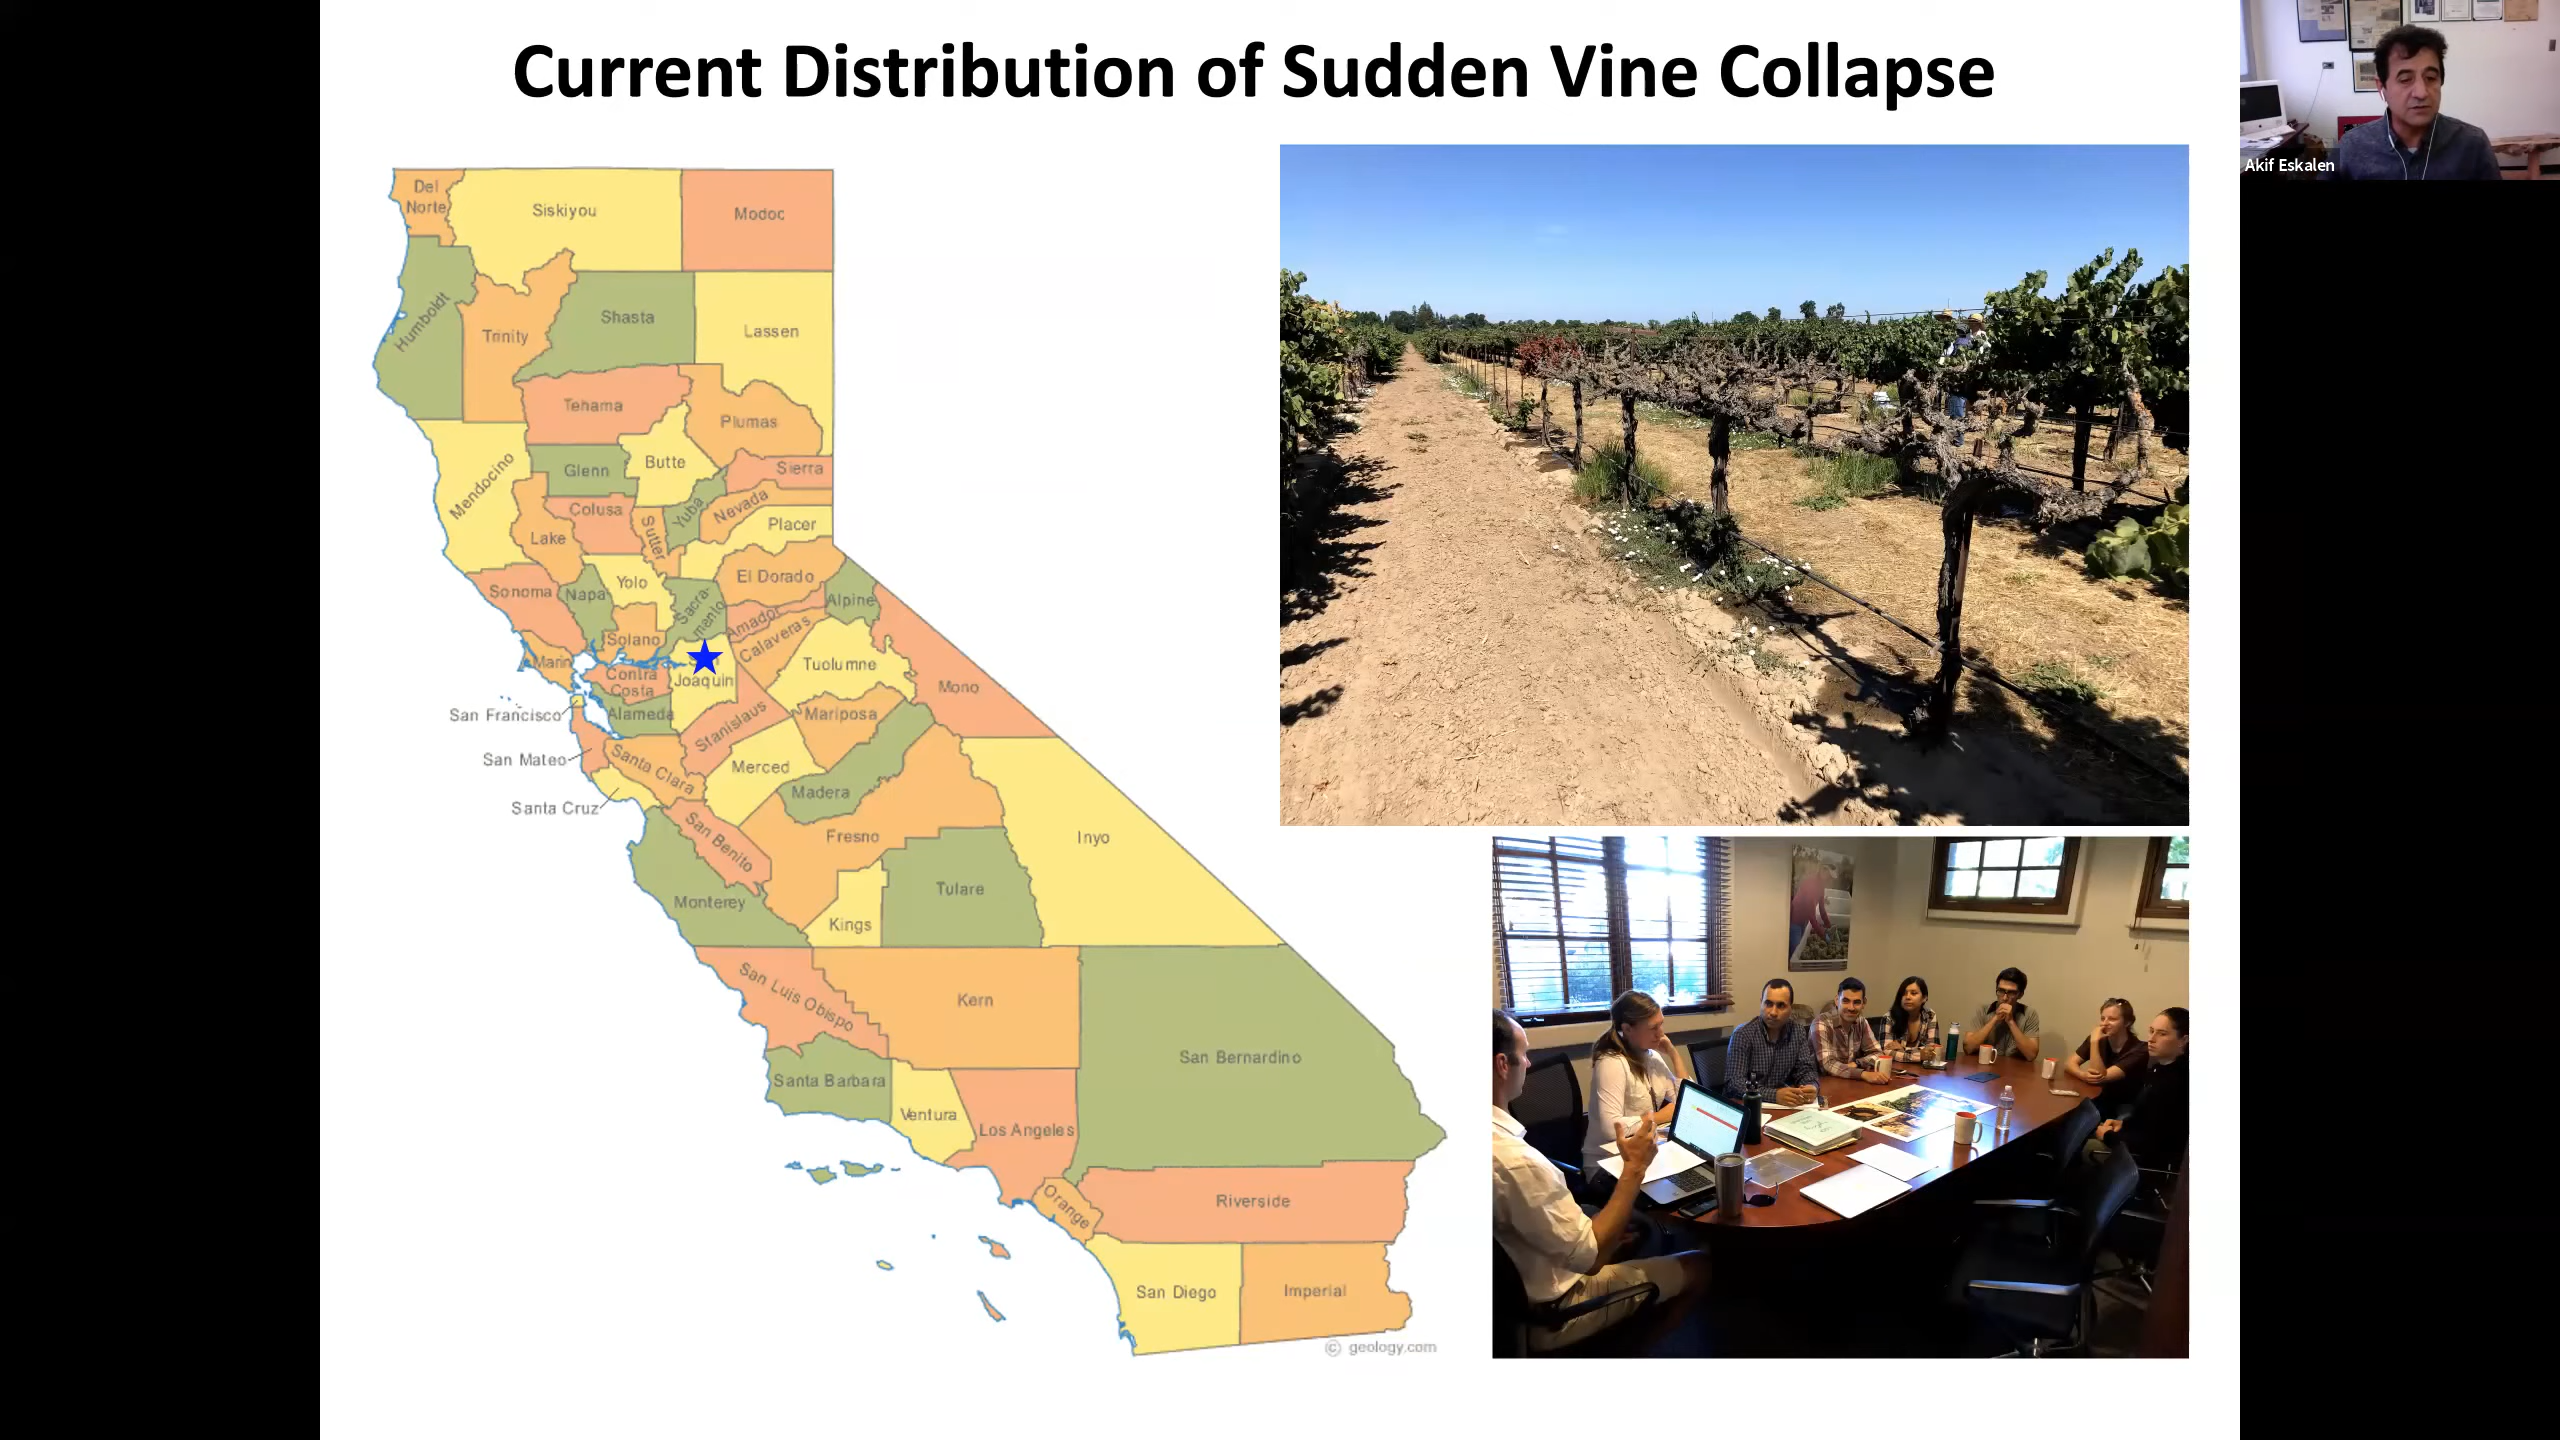 Current Distribution of Sudden Vine Collapse
Akif Eskalen
Del
Norte
Siskiyou
Modoc
Humboldt
Trinity
Shasta
Lassen
Tehama
Plumas
Mendocino
Glenn
Butte
Sierra
Colusa
Lake
Sutter
Yuba
Nevada
Placer
Sonoma
Napa
Yolo
El Dorado
Sacra-
mento
Amador
Alpine
Solano
Calaveras
Marin
Contra
Costa
Joaquin
Tuolumne
Mono
San Francisco
Alameda
Stanislaus
Mariposa
San Mateo
Santa Clara
Merced
Madera
Santa Cruz
San Benito
Fresno
Inyo
Monterey
Kings
Tulare
San Luis Obispo
Kern
San Bernardino
Santa Barbara
Ventura
Los Angeles
Orange
Riverside
San Diego
Imperial
© geology.com